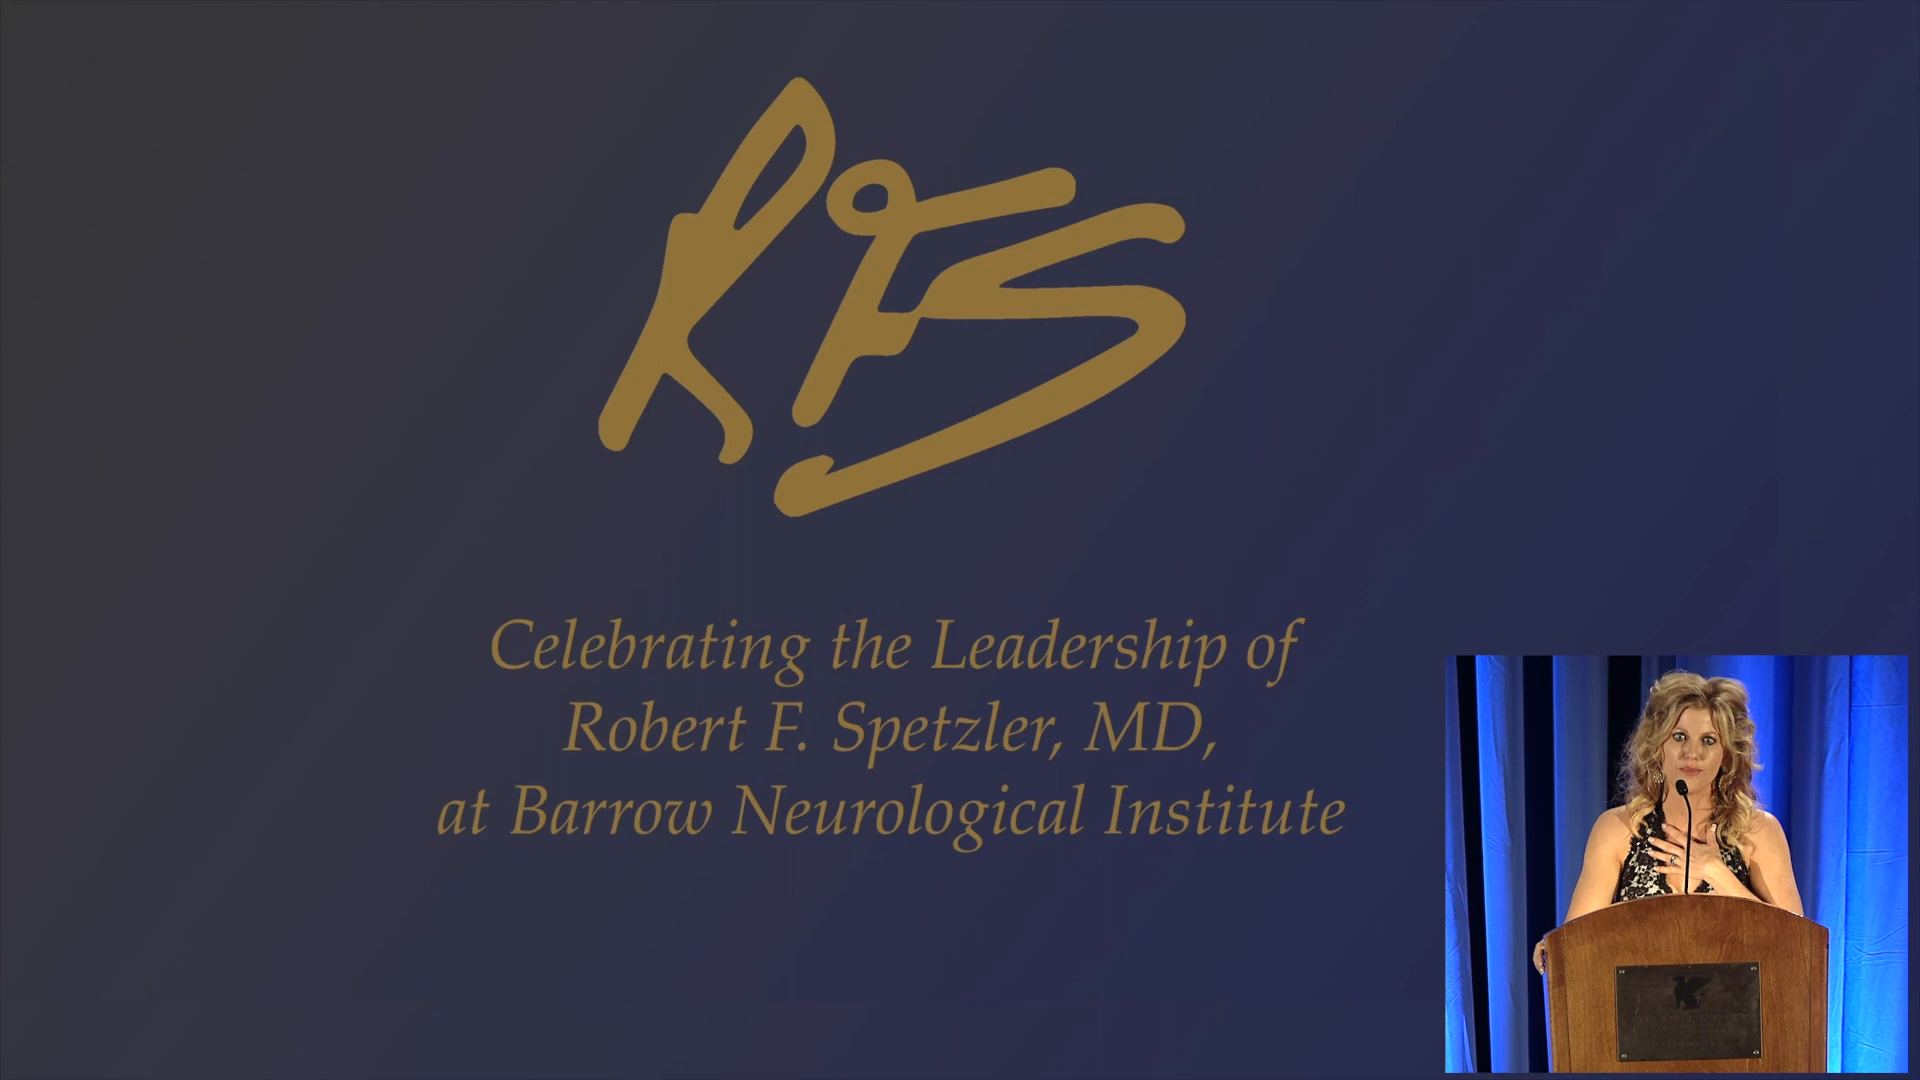 RFS
Celebrating the Leadership of
Robert F. Spetzler, MD,
at Barrow Neurological Institute